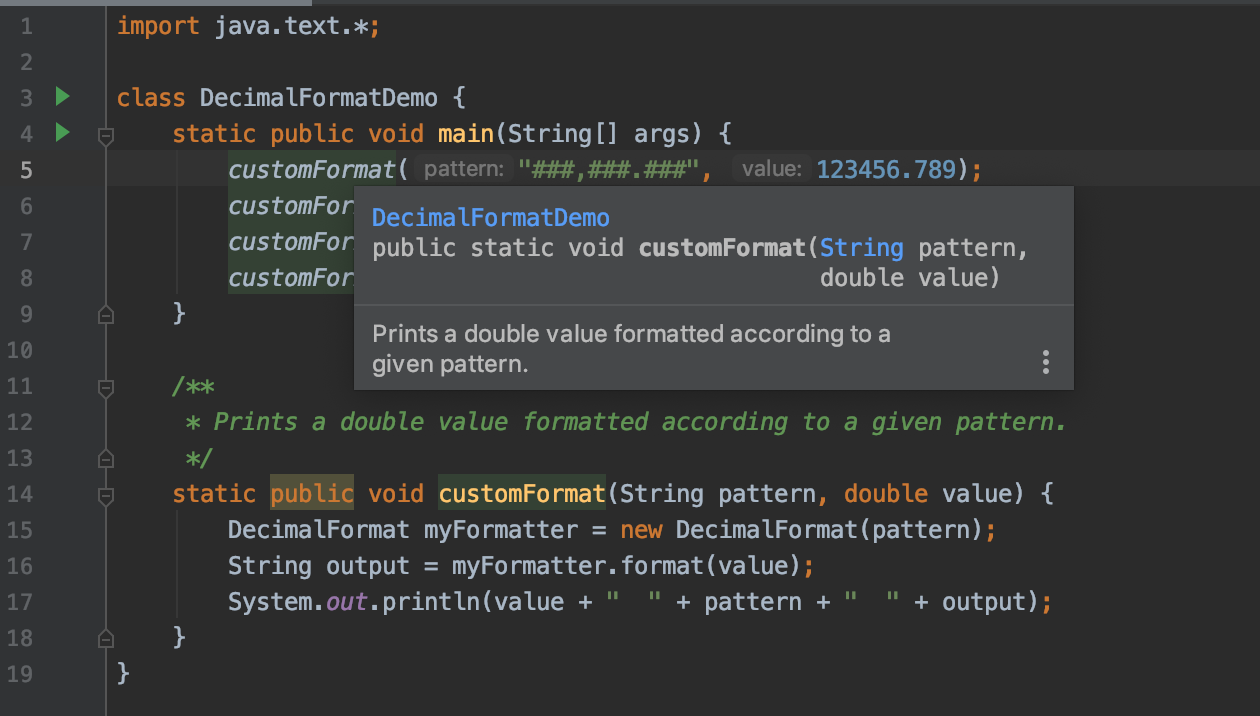 1 import java.text.*;
2
3 class DecimalFormatDemo {
4 static public void main(String[] args) {
5 customFormat( pattern: "###,###.###", value: 123456.789);
6
7
8
DecimalFormatDemo
public static void customFormat(String pattern,
double value)
Prints a double value formatted according to a
given pattern.
9 }
10
11 /**
12 * Prints a double value formatted according to a given pattern.
13 */
14 static public void customFormat(String pattern, double value) {
15 DecimalFormat myFormatter = new DecimalFormat(pattern);
16 String output = myFormatter.format(value);
17 System.out.println(value + "  " + pattern + "  " + output);
18 }
19 }